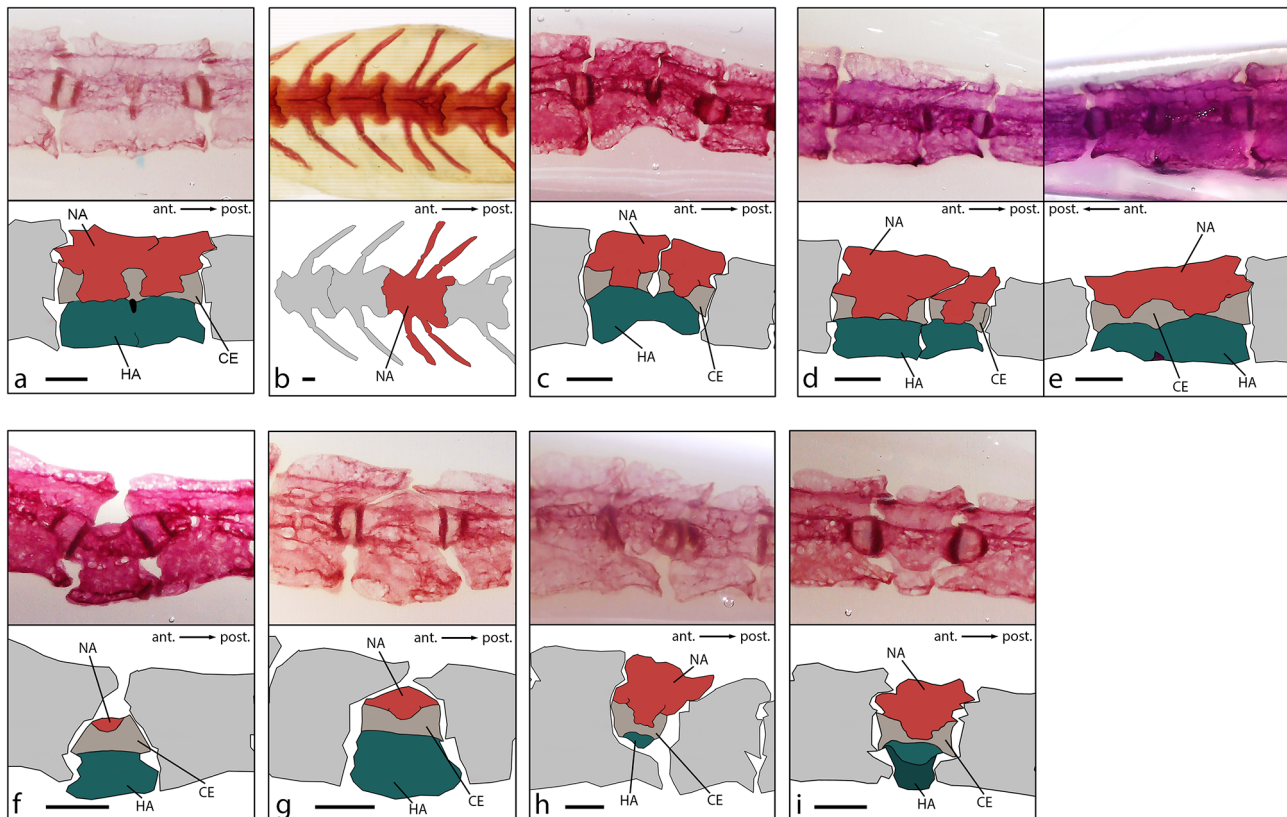 ant. → post.
NA
CE
HA
a
ant. → post.
NA
b
ant. → post.
NA
HA
CE
c
ant. → post.
NA
HA
CE
d
post. ← ant.
NA
CE
HA
e
ant. → post.
NA
CE
HA
f
ant. → post.
NA
CE
HA
g
ant. → post.
NA
HA
CE
h
ant. → post.
NA
CE
HA
i